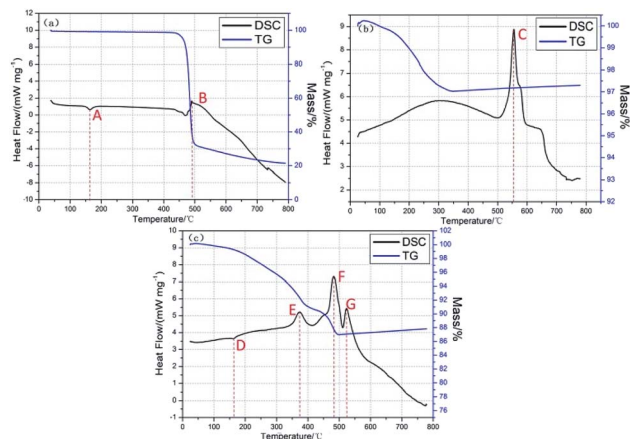 (a)
DSC
TG
A
B
12
10
8
6
4
2
0
-2
-4
-6
-8
-10
Heat Flow/(mW mg⁻¹)
100
80
60
40
20
0
Mass/%
0 100 200 300 400 500 600 700 800
Temperature/℃
(b)
DSC
TG
C
9
8
7
6
5
4
3
2
Heat Flow/(mW mg⁻¹)
100
99
98
97
96
95
94
93
92
Mass/%
0 100 200 300 400 500 600 700 800
Temperature/℃
(c)
DSC
TG
D
E
F
G
10
9
8
7
6
5
4
3
2
1
0
-1
Heat Flow/(mW mg⁻¹)
100
98
96
94
92
90
88
86
84
82
80
78
76
Mass/%
0 100 200 300 400 500 600 700 800
Temperature/℃